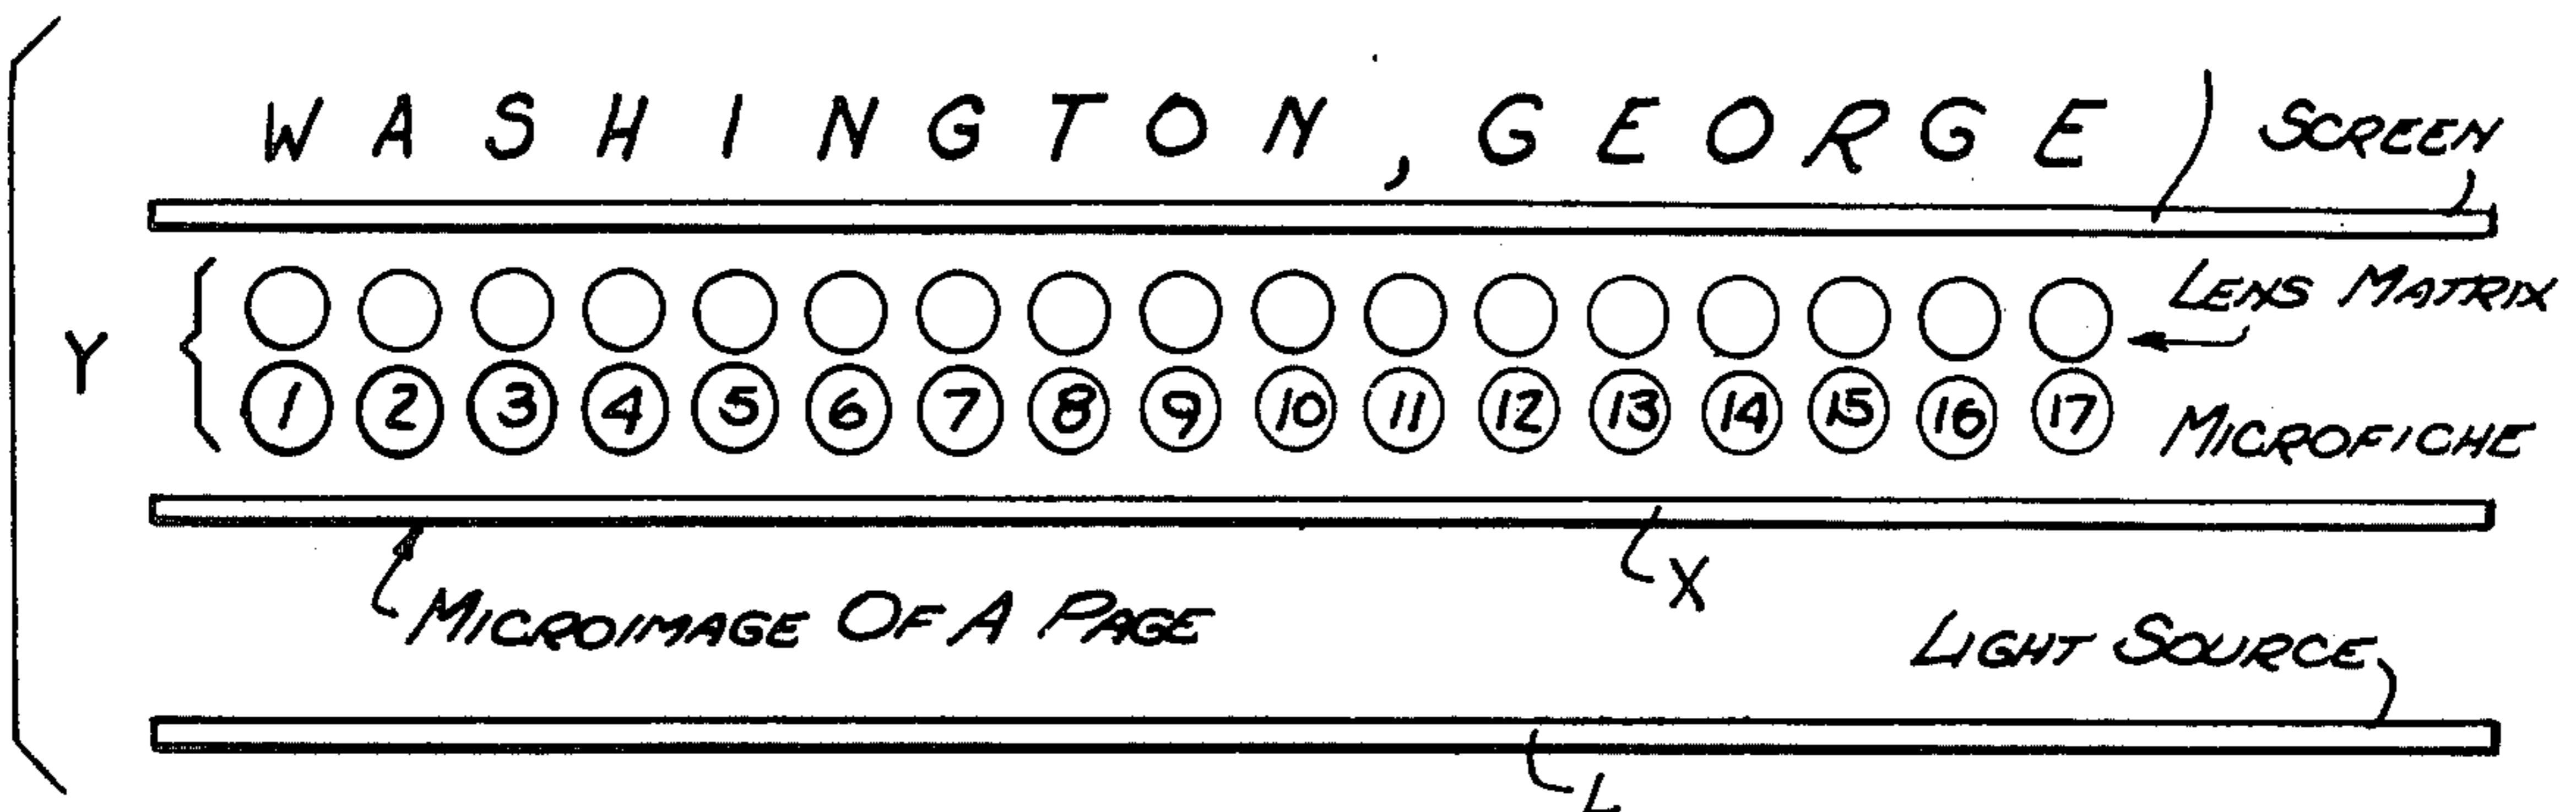 WASHINGTON, GEORGE
SCREEN
LENS MATRIX
Y
1 2 3 4 5 6 7 8 9 10 11 12 13 14 15 16 17
MICROFICHE
X
MICROIMAGE OF A PAGE
LIGHT SOURCE
L